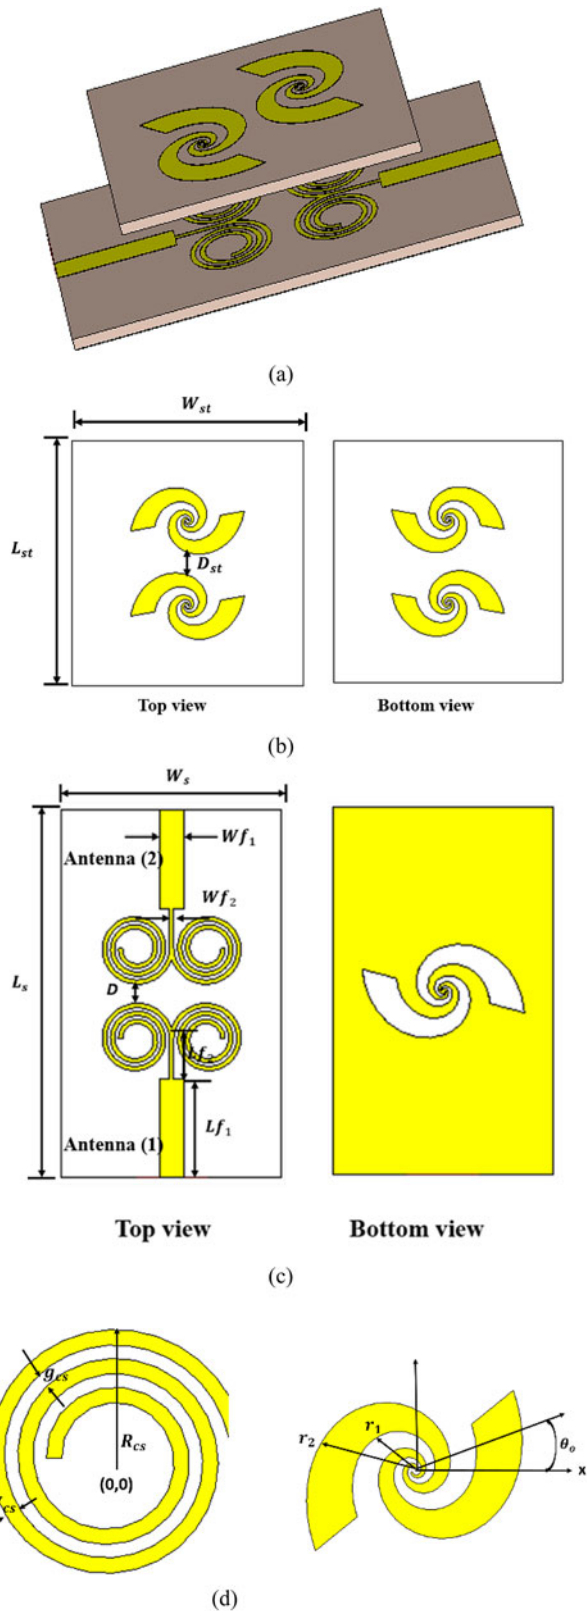 (a)
W_st
L_st
D_st
Top view
Bottom view
(b)
W_s
Wf_1
Antenna (2)
Wf_2
L_s
D
Lf_2
Lf_1
Antenna (1)
Top view
Bottom view
(c)
g_cs
R_cs
(0,0)
r_1
r_2
θ_o
x
(d)